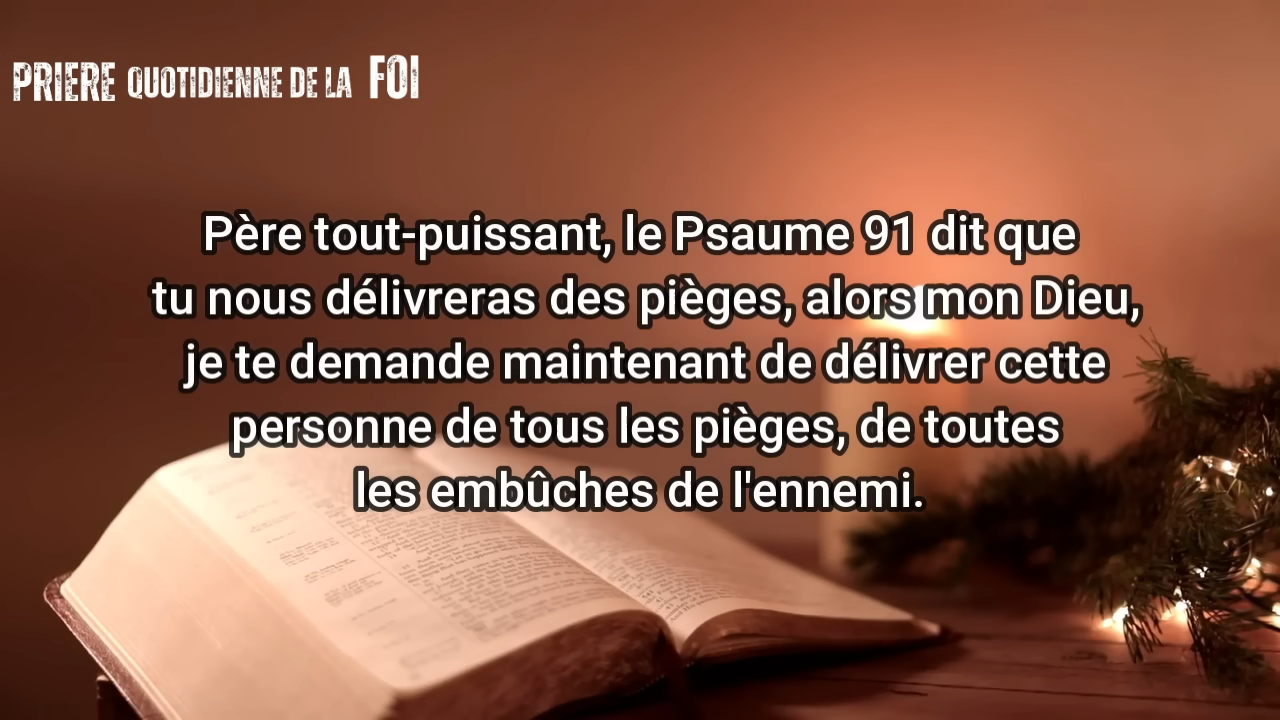 PRIERE QUOTIDIENNE DE LA FOI
Père tout-puissant, le Psaume 91 dit que
tu nous délivreras des pièges, alors mon Dieu,
je te demande maintenant de délivrer cette
personne de tous les pièges, de toutes
les embûches de l'ennemi.